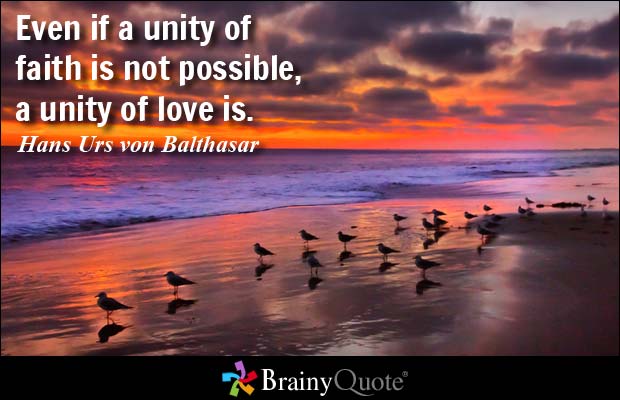 Even if a unity of
faith is not possible,
a unity of love is.
Hans Urs von Balthasar
BrainyQuote®